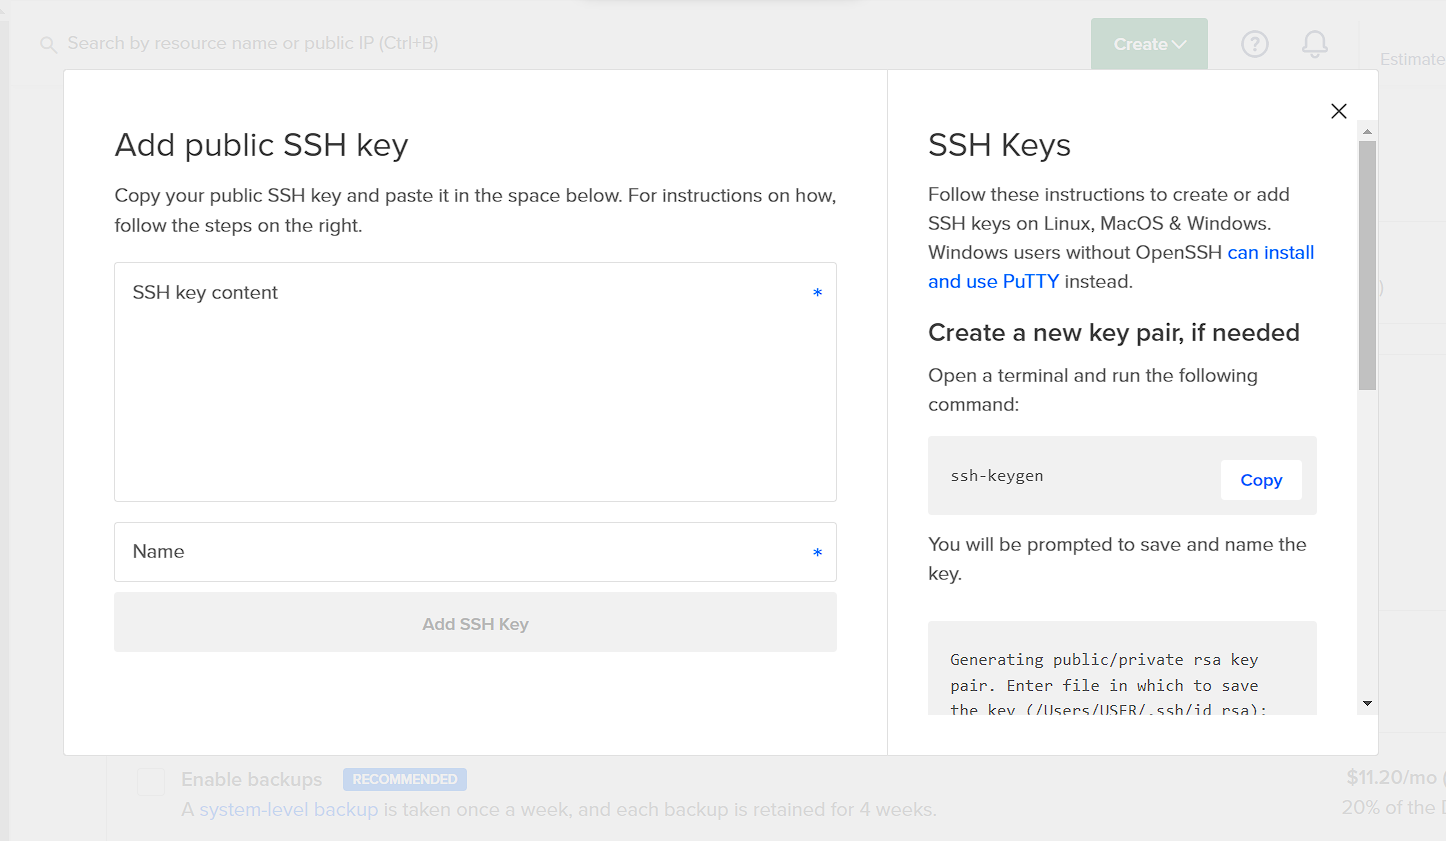 Search by resource name or public IP (Ctrl+B)
Create
?
Estimate
Add public SSH key
Copy your public SSH key and paste it in the space below. For instructions on how,
follow the steps on the right.
SSH key content *
Name *
Add SSH Key
SSH Keys
Follow these instructions to create or add
SSH keys on Linux, MacOS & Windows.
Windows users without OpenSSH can install
and use PuTTY instead.
Create a new key pair, if needed
Open a terminal and run the following
command:
ssh-keygen
Copy
You will be prompted to save and name the
key.
Generating public/private rsa key
pair. Enter file in which to save
the key (/Users/USER/.ssh/id_rsa):
)
Enable backups RECOMMENDED
A system-level backup is taken once a week, and each backup is retained for 4 weeks.
$11.20/mo (
20% of the D